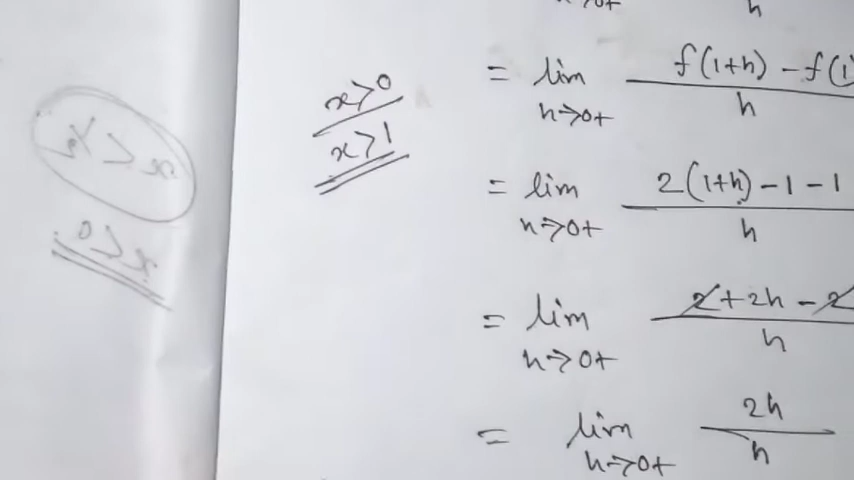 x→0+ h
x>0
x>1
= lim h→0+ f(1+h) - f(1) / h
= lim h→0+ 2(1+h) - 1 - 1 / h
= lim h→0+ 2 + 2h - 2 / h
= lim h→0+ 2h / h